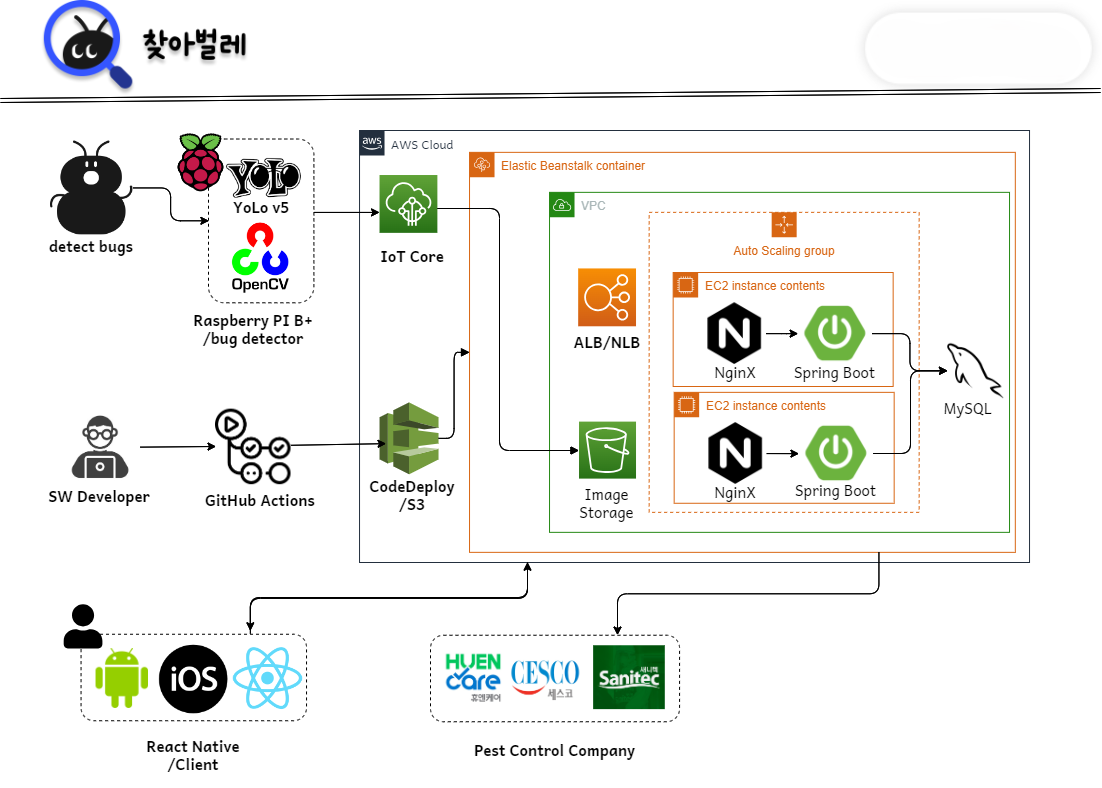 찾아벌레
aws
AWS Cloud
Elastic Beanstalk container
VPC
Auto Scaling group
YOLO
YoLo v5
OpenCV
detect bugs
IoT Core
Raspberry PI B+
/bug detector
EC2 instance contents
N
NginX
Spring Boot
ALB/NLB
MySQL
EC2 instance contents
N
NginX
Spring Boot
SW Developer
GitHub Actions
CodeDeploy
/S3
Image
Storage
iOS
React Native
/Client
HUEN
care
휴엔케어
CESCO
세스코
새니텍
Sanitec
Pest Control Company